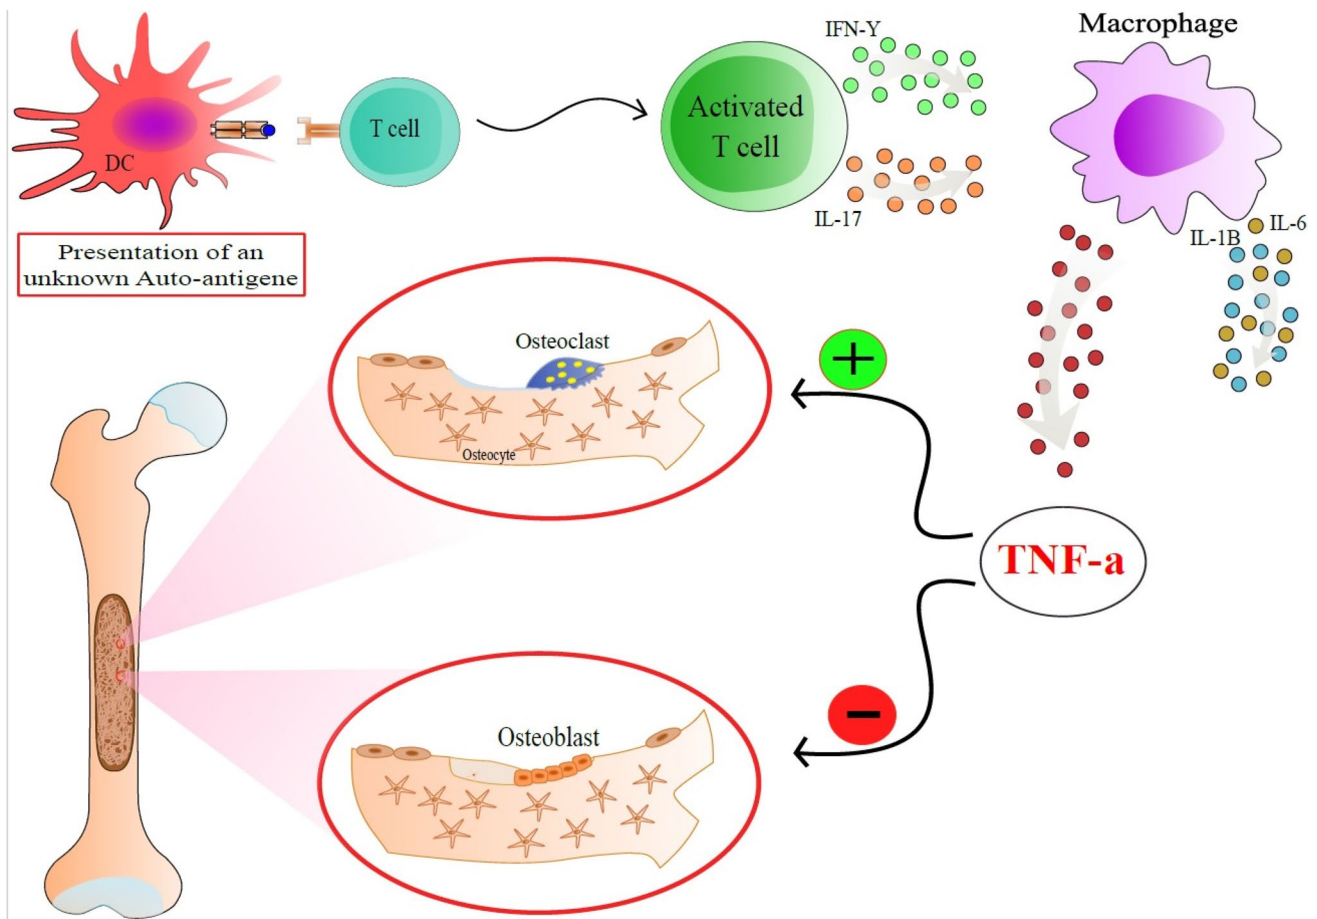 Macrophage
IFN-Y
Activated
T cell
T cell
DC
IL-17
IL-6
IL-1B
Presentation of an
unknown Auto-antigene
Osteoclast
Osteocyte
+
TNF-a
−
Osteoblast